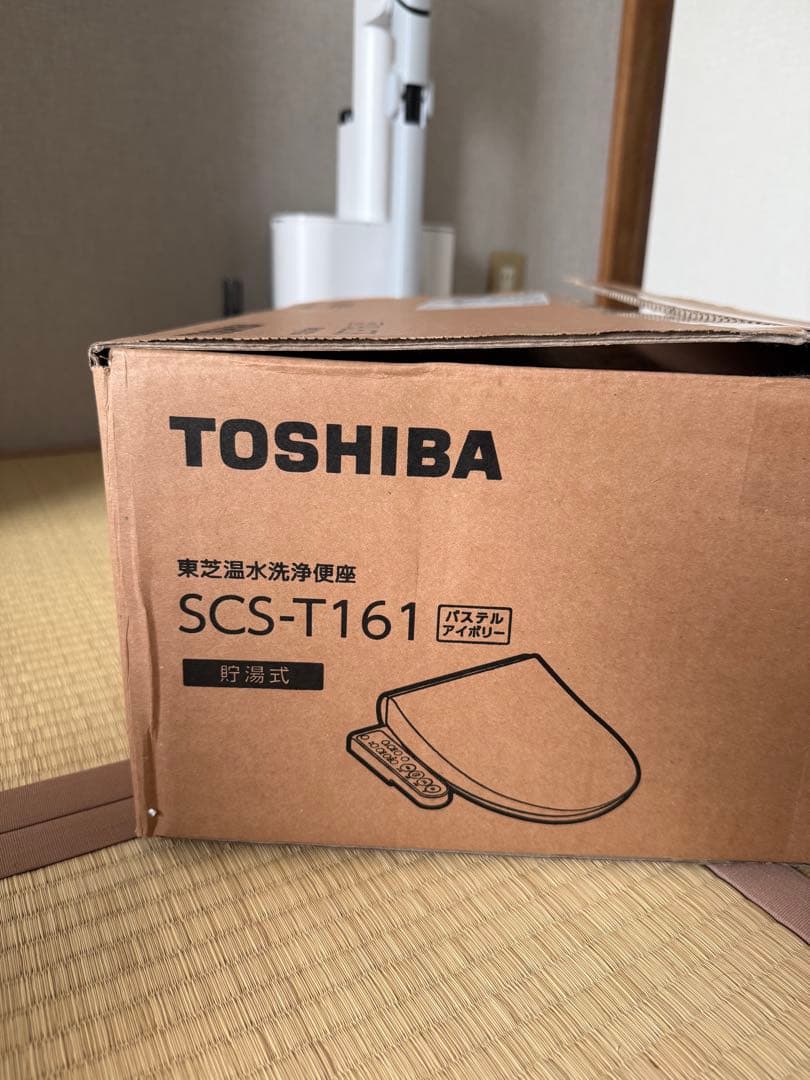 TOSHIBA
東芝温水洗浄便座
SCS-T161
パステル
アイボリー
貯湯式